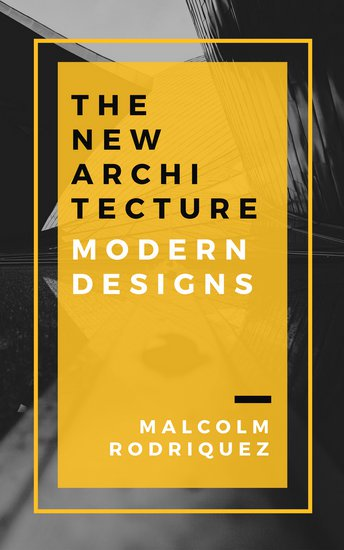 THE
NEW
ARCHI
TECTURE
MODERN
DESIGNS
MALCOLM
RODRIQUEZ